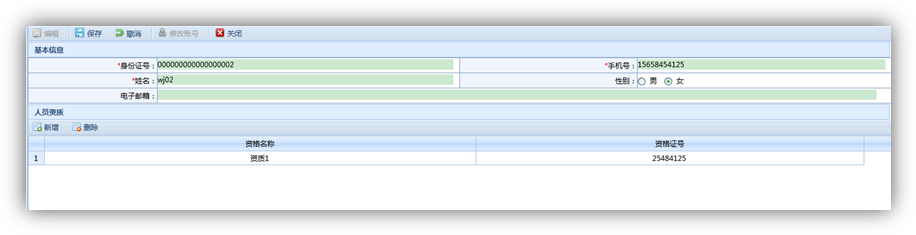 编辑 保存 撤消 修改账号 关闭
基本信息
*身份证号： 000000000000000002 *手机号： 15658454125
*姓名： wj02 性别： 男 女
电子邮箱：
人员资质
新增 删除
资格名称 资格证号
1 资质1 25484125